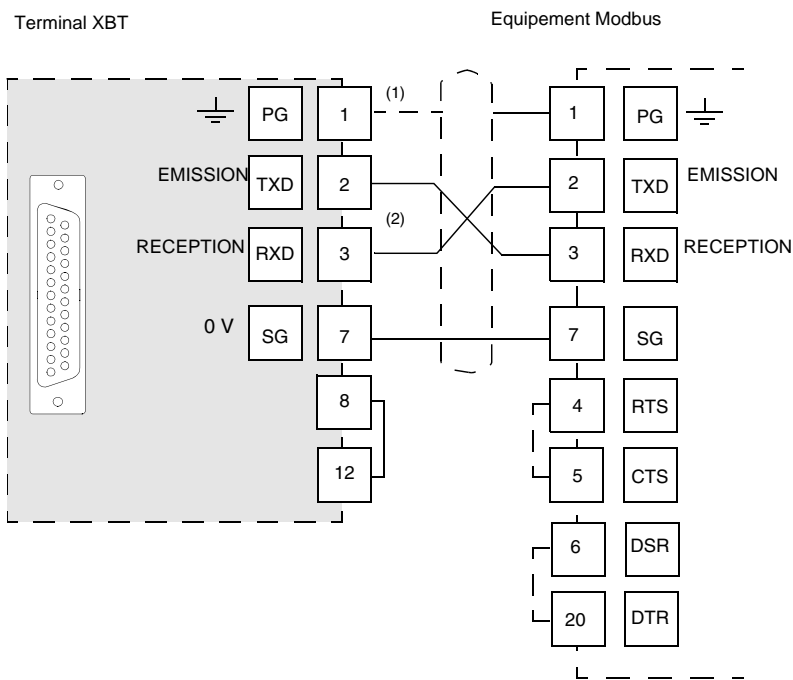 Terminal XBT
Equipement Modbus
PG 1 (1) 1 PG
EMISSION TXD 2 2 TXD EMISSION
(2)
RECEPTION RXD 3 3 RXD RECEPTION
0 V SG 7 7 SG
8 4 RTS
12 5 CTS
6 DSR
20 DTR